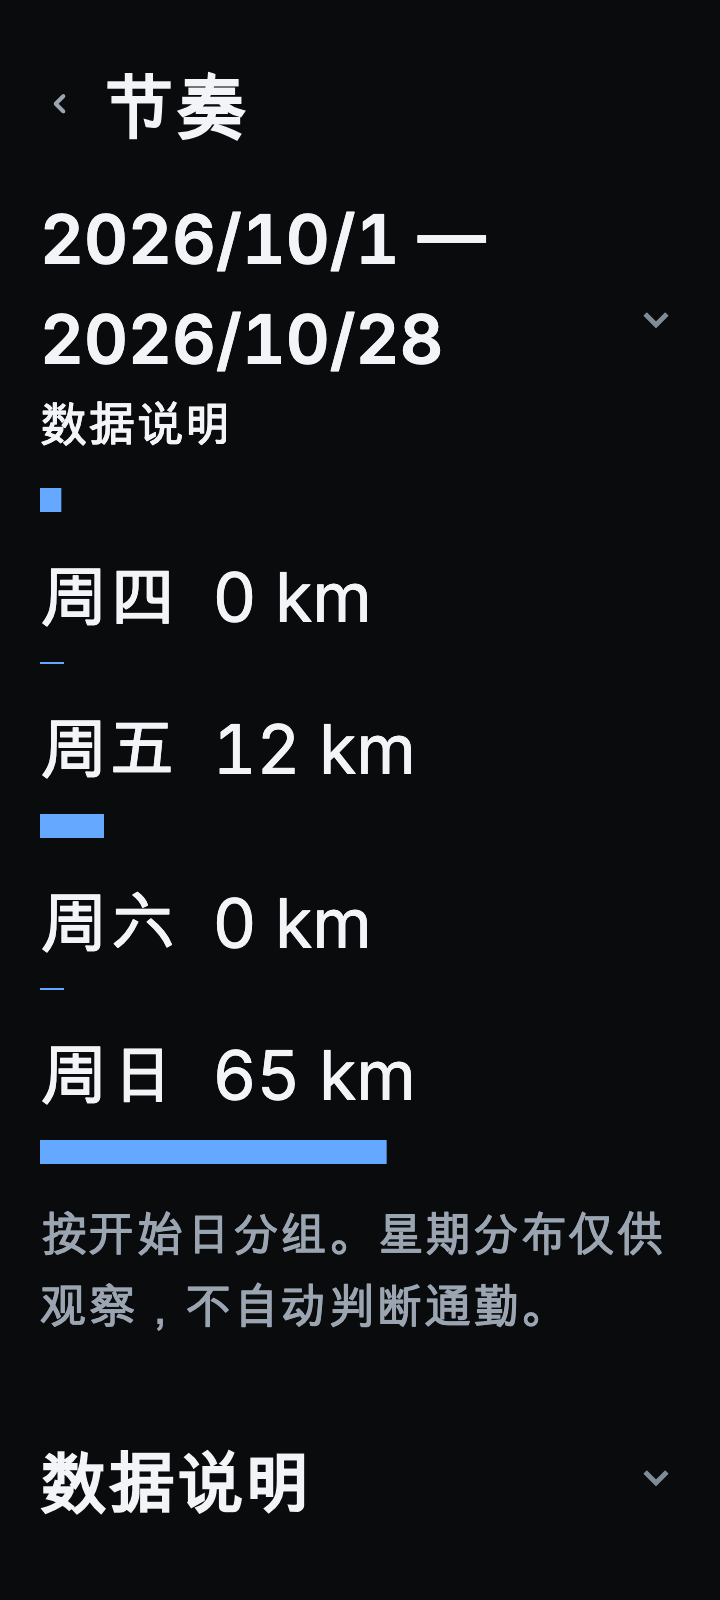 节奏
2026/10/1 —
2026/10/28
数据说明
周四 0 km
周五 12 km
周六 0 km
周日 65 km
按开始日分组。星期分布仅供
观察，不自动判断通勤。
数据说明